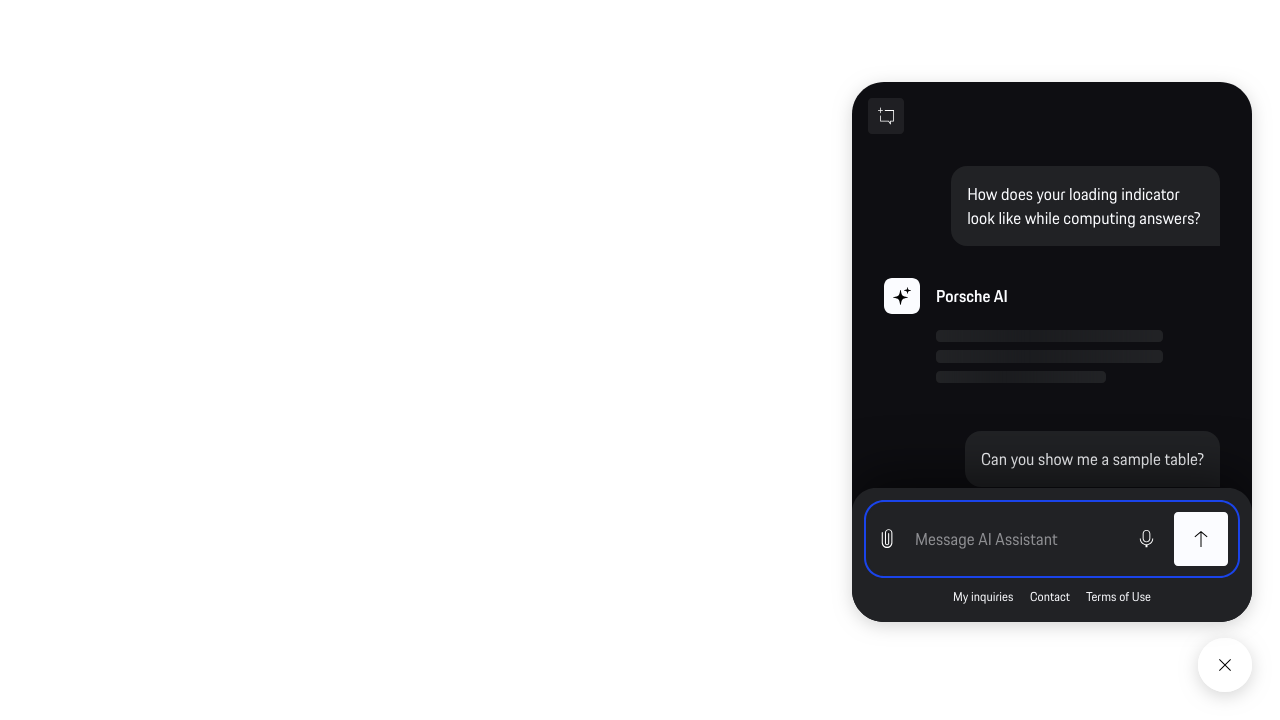 How does your loading indicator
look like while computing answers?
Porsche AI
Can you show me a sample table?
Message AI Assistant
My inquiries
Contact
Terms of Use